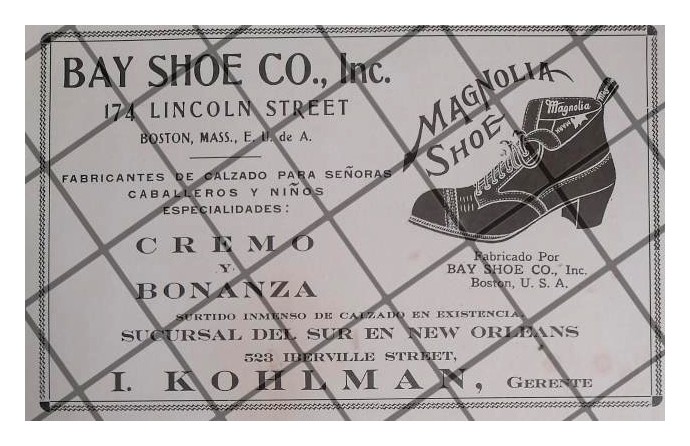 BAY SHOE CO., Inc.
174 LINCOLN STREET
BOSTON, MASS., E. U. de A.
FABRICANTES DE CALZADO PARA SEÑORAS
CABALLEROS Y NIÑOS
ESPECIALIDADES:
CREMO
Y
BONANZA
MAGNOLIA
SHOE
Magnolia
Fabricado Por
BAY SHOE CO., Inc.
Boston, U. S. A.
SURTIDO INMENSO DE CALZADO EN EXISTENCIA.
SUCURSAL DEL SUR EN NEW ORLEANS
523 IBERVILLE STREET,
I. KOHLMAN, GERENTE